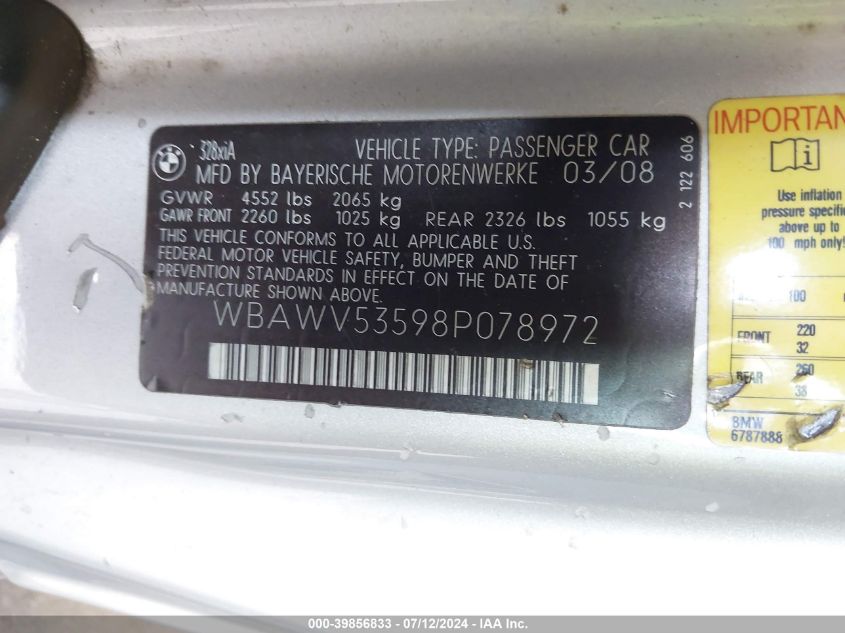 BMW
328xiA
VEHICLE TYPE: PASSENGER CAR
MFD BY BAYERISCHE MOTORENWERKE 03/08
GVWR 4552 lbs 2065 kg
GAWR FRONT 2260 lbs 1025 kg REAR 2326 lbs 1055 kg
THIS VEHICLE CONFORMS TO ALL APPLICABLE U.S.
FEDERAL MOTOR VEHICLE SAFETY, BUMPER AND THEFT
PREVENTION STANDARDS IN EFFECT ON THE DATE OF
MANUFACTURE SHOWN ABOVE.
WBAWV53598P078972
2 122 606
IMPORTAN
Use inflation
pressure specifie
above up to
100 mph only!
100
FRONT 220
32
REAR 260
38
BMW
6787888
000-39856833 - 07/12/2024 - IAA Inc.